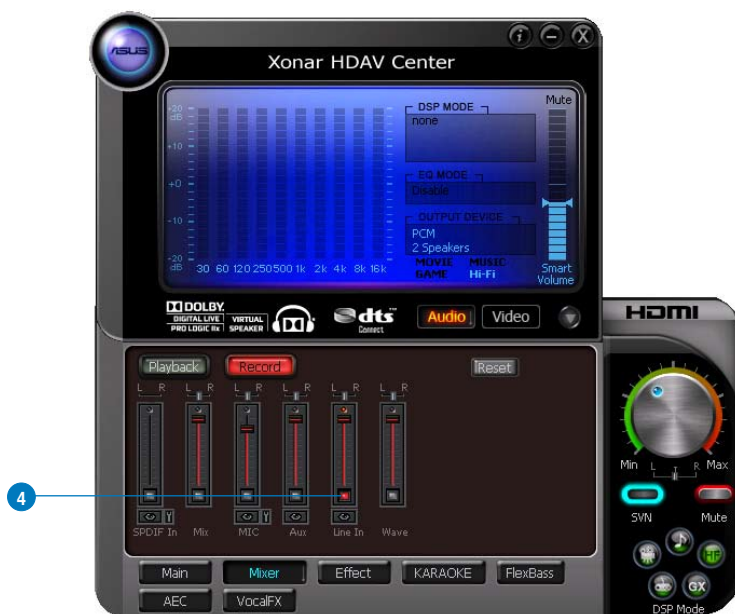 ASUS
Xonar HDAV Center
Mute
+20 dB
+10
+0
-10
-20 dB
30 60 120 250 500 1k 2k 4k 8k 16k
DSP MODE
none
EQ MODE
Disable
OUTPUT DEVICE
PCM
2 Speakers
MOVIE MUSIC
GAME Hi-Fi
Smart
Volume
DOLBY.
DIGITAL LIVE
PRO LOGIC IIx
VIRTUAL
SPEAKER
dts
Connect
Audio Video
HDMI
Playback Record Reset
L R L R L R L R L R L R
4
SPDIF In Mix MIC Aux Line In Wave
Min L R Max
SVN Mute
HF
GX
DSP Mode
Main Mixer Effect KARAOKE FlexBass
AEC VocalFX